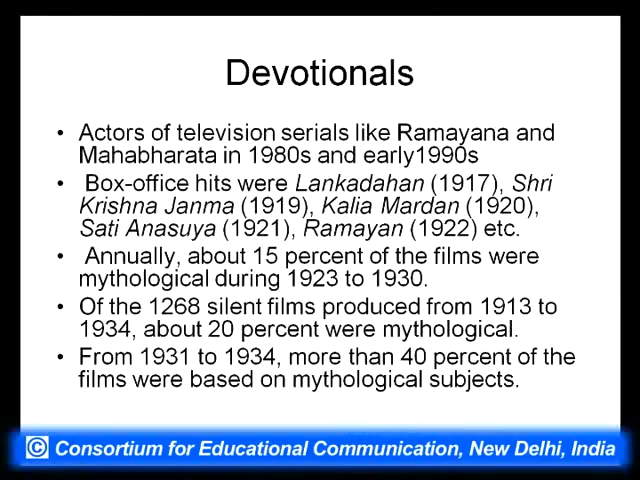 Devotionals
• Actors of television serials like Ramayana and
Mahabharata in 1980s and early1990s
• Box-office hits were Lankadahan (1917), Shri
Krishna Janma (1919), Kalia Mardan (1920),
Sati Anasuya (1921), Ramayan (1922) etc.
• Annually, about 15 percent of the films were
mythological during 1923 to 1930.
• Of the 1268 silent films produced from 1913 to
1934, about 20 percent were mythological.
• From 1931 to 1934, more than 40 percent of the
films were based on mythological subjects.
© Consortium for Educational Communication, New Delhi, India